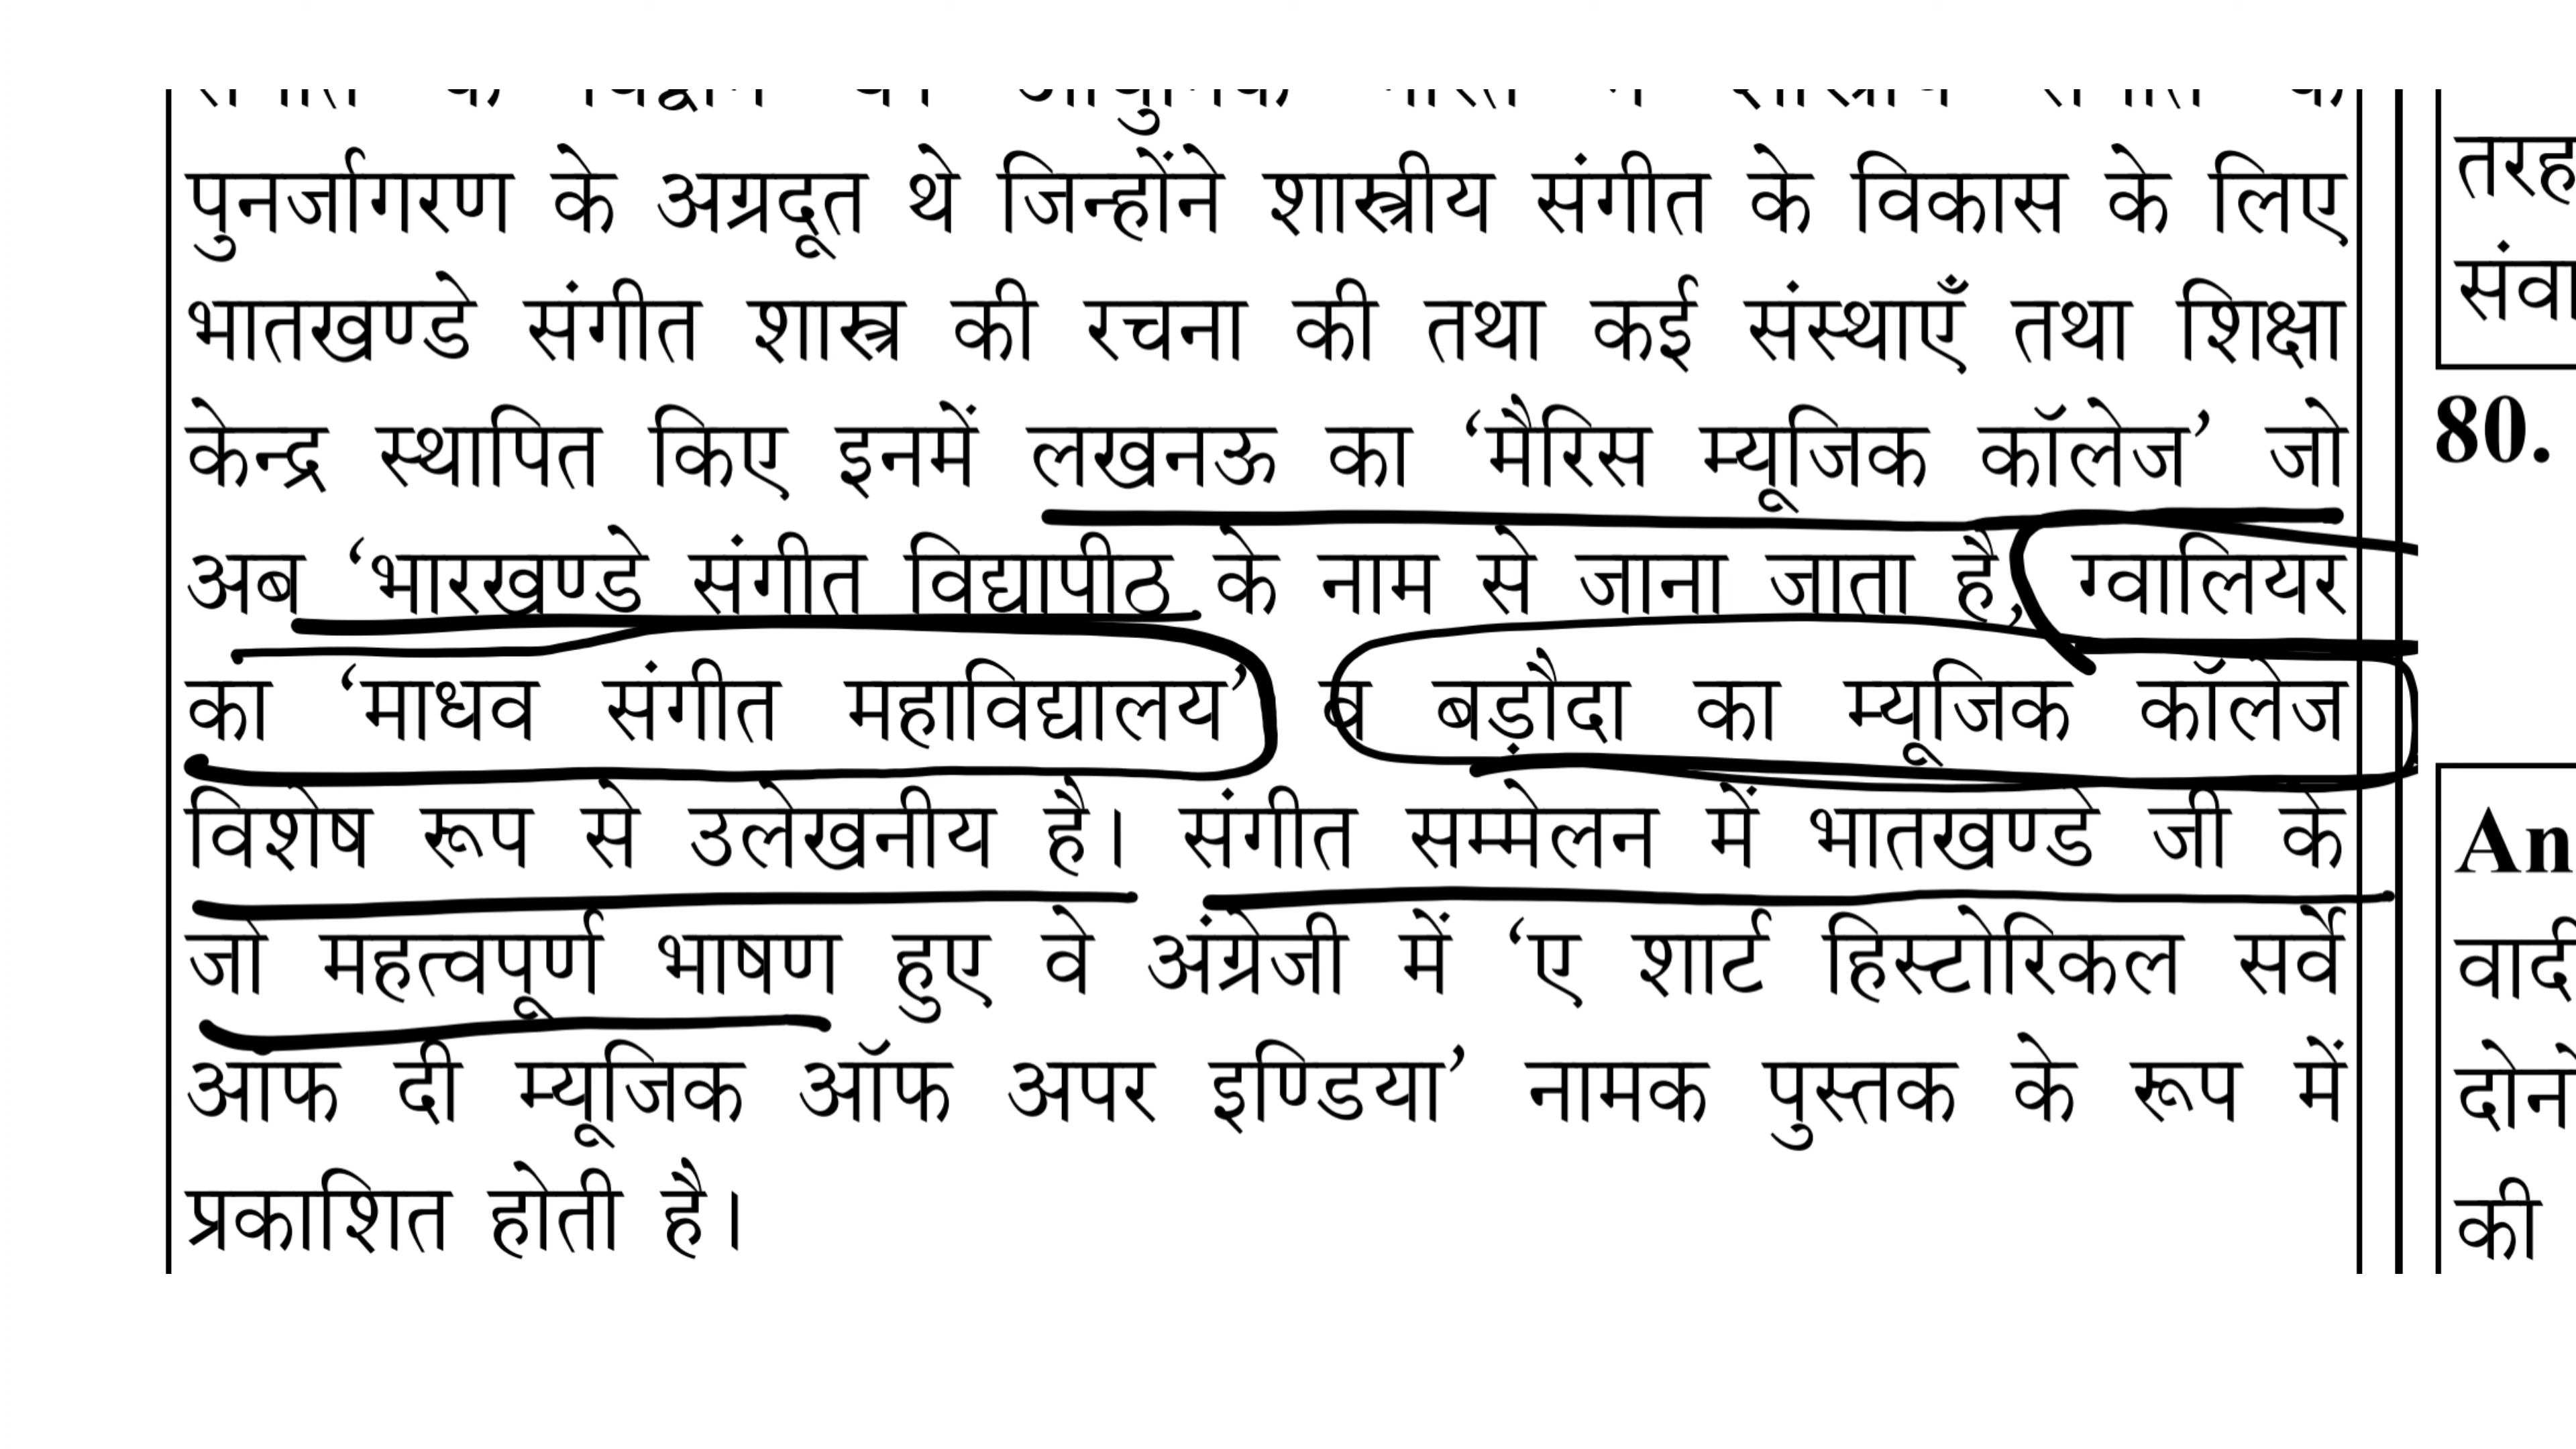 पुनर्जागरण के अग्रदूत थे जिन्होंने शास्त्रीय संगीत के विकास के लिए
भातखण्डे संगीत शास्त्र की रचना की तथा कई संस्थाएँ तथा शिक्षा
केन्द्र स्थापित किए इनमें लखनऊ का ‘मैरिस म्यूजिक कॉलेज’ जो
अब ‘भारखण्डे संगीत विद्यापीठ के नाम से जाना जाता है, ग्वालियर
का ‘माधव संगीत महाविद्यालय’ व बड़ौदा का म्यूजिक कॉलेज
विशेष रूप से उलेखनीय है। संगीत सम्मेलन में भातखण्डे जी के
जो महत्वपूर्ण भाषण हुए वे अंग्रेजी में ‘ए शार्ट हिस्टोरिकल सर्वे
ऑफ दी म्यूजिक ऑफ अपर इण्डिया’ नामक पुस्तक के रूप में
प्रकाशित होती है।
तरह
80.
की